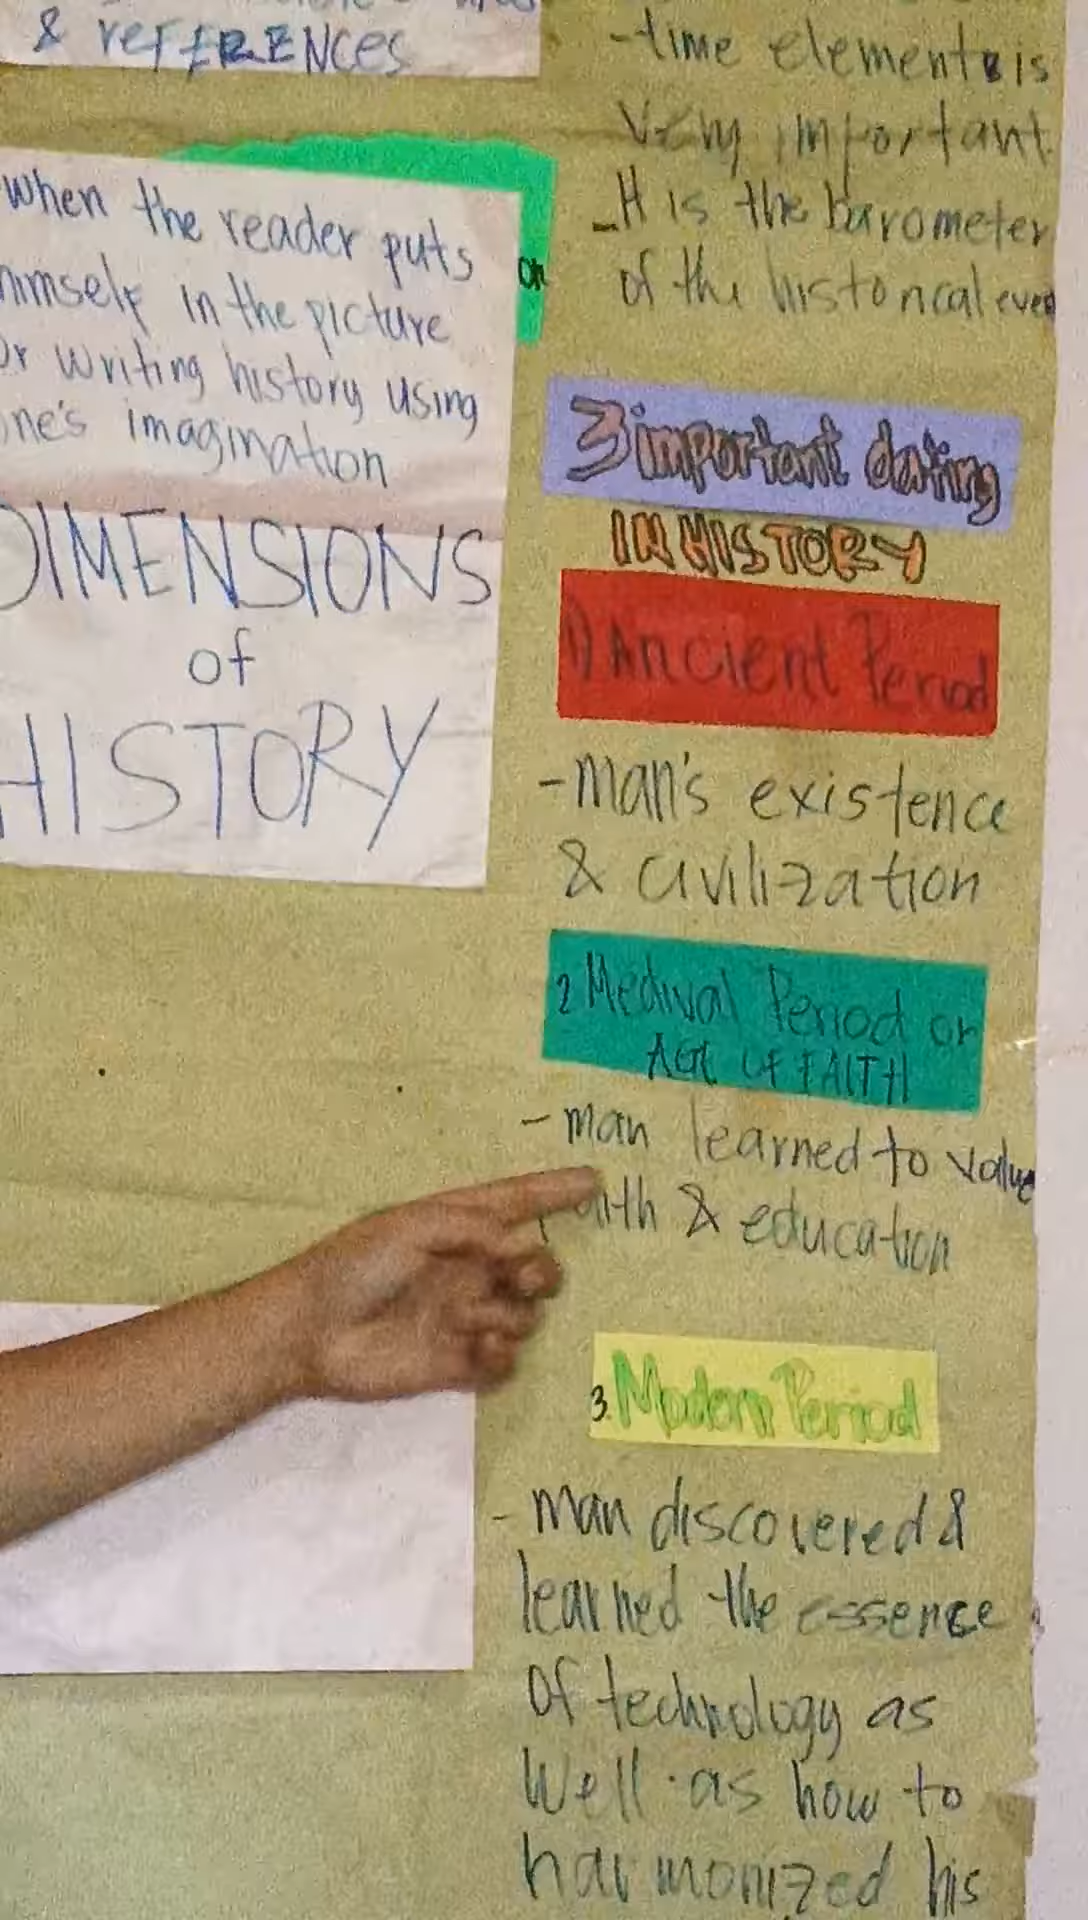 & REFERENCES
when the reader puts
himself in the picture
or writing history using
one's imagination
DIMENSIONS
of
HISTORY
or
-time element is
very important.
-It is the barometer
of the historical even
3 important dating
IN HISTORY
1) Ancient Period
-man's existence
& civilization
2 Medival Period or
AGE OF FAITH
- man learned to value
faith & education
3. Modern Period
- man discovered &
learned the essence
of technology as
well as how to
harmonized his